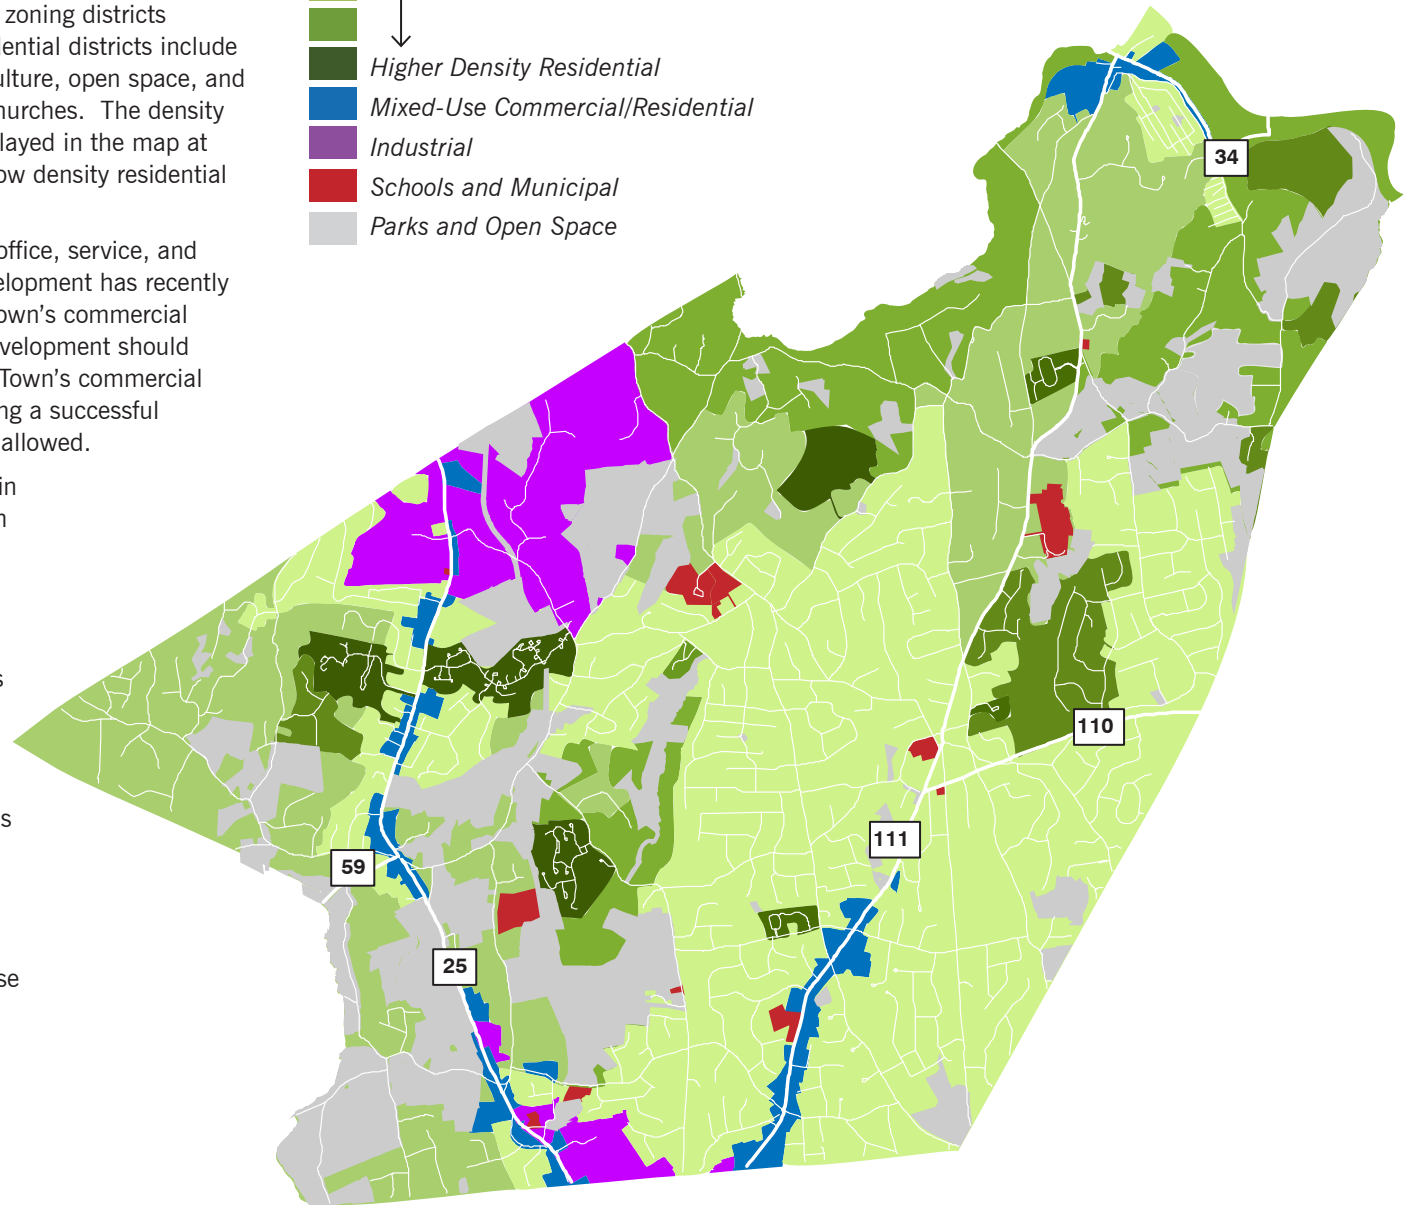 zoning districts
dential districts include
ulture, open space, and
hurches. The density
layed in the map at
ow density residential
office, service, and
elopment has recently
own's commercial
velopment should
Town's commercial
ng a successful
allowed.
in
n
s
s
se
Higher Density Residential
Mixed-Use Commercial/Residential
Industrial
Schools and Municipal
Parks and Open Space
34
110
111
59
25